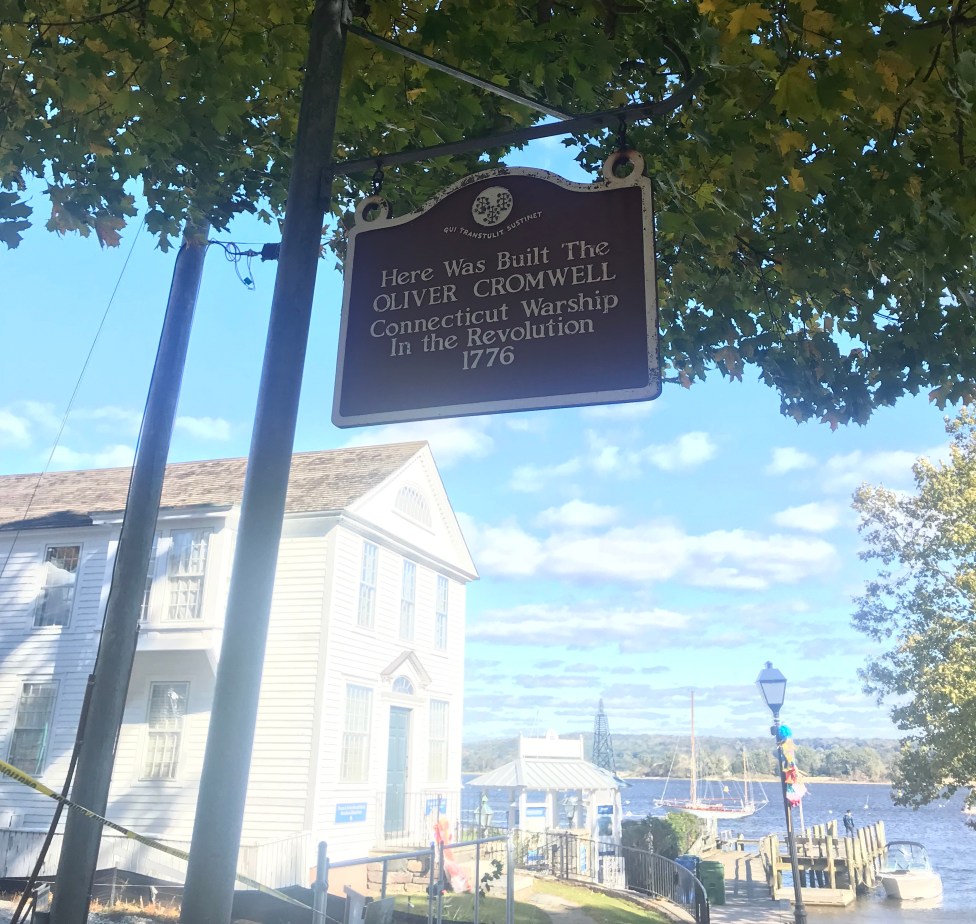 QUI TRANSTULIT SUSTINET
Here Was Built The
OLIVER CROMWELL
Connecticut Warship
In the Revolution
1776